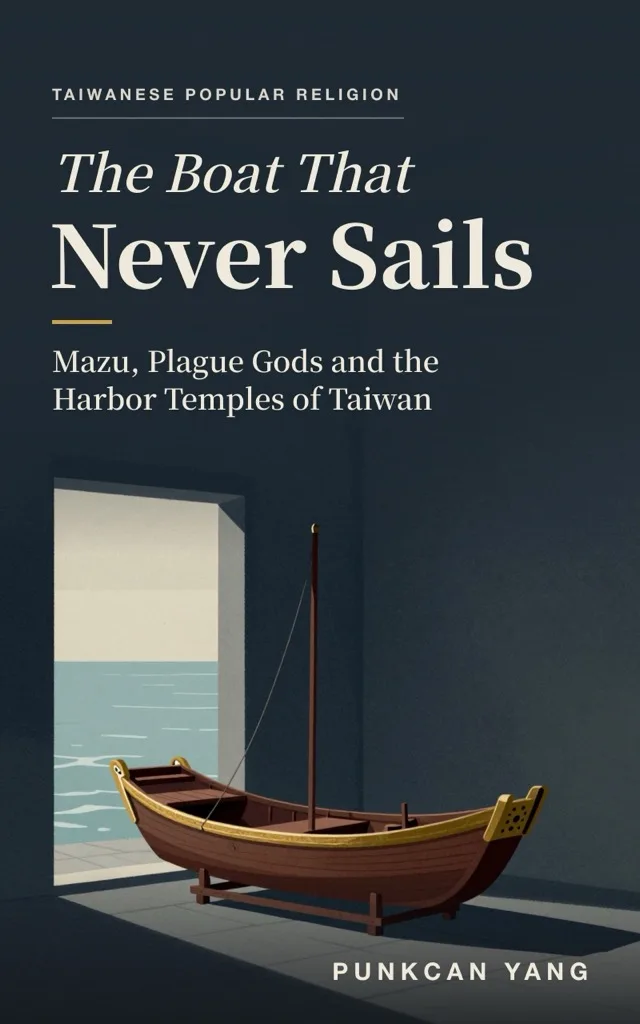 TAIWANESE POPULAR RELIGION
The Boat That
Never Sails
Mazu, Plague Gods and the
Harbor Temples of Taiwan
PUNKCAN YANG